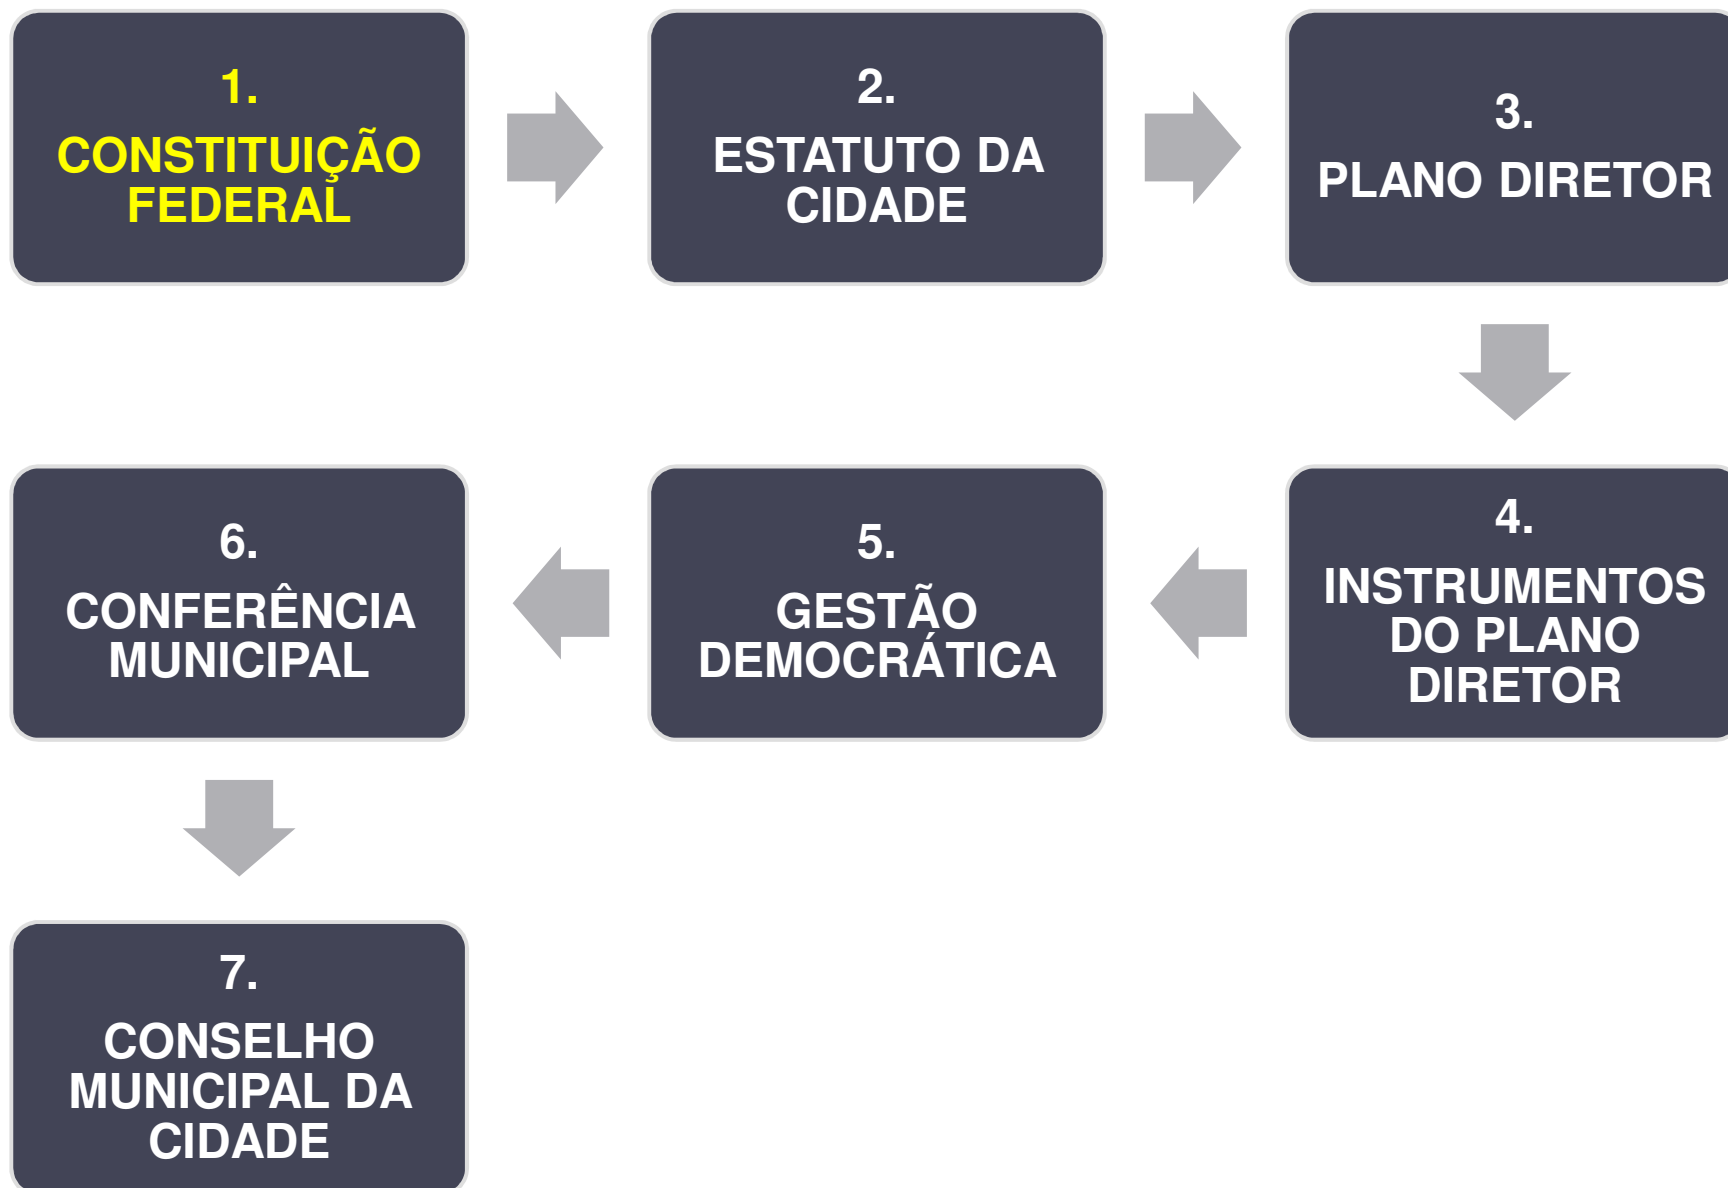 1.
CONSTITUIÇÃO
FEDERAL
2.
ESTATUTO DA
CIDADE
3.
PLANO DIRETOR
4.
INSTRUMENTOS
DO PLANO
DIRETOR
5.
GESTÃO
DEMOCRÁTICA
6.
CONFERÊNCIA
MUNICIPAL
7.
CONSELHO
MUNICIPAL DA
CIDADE